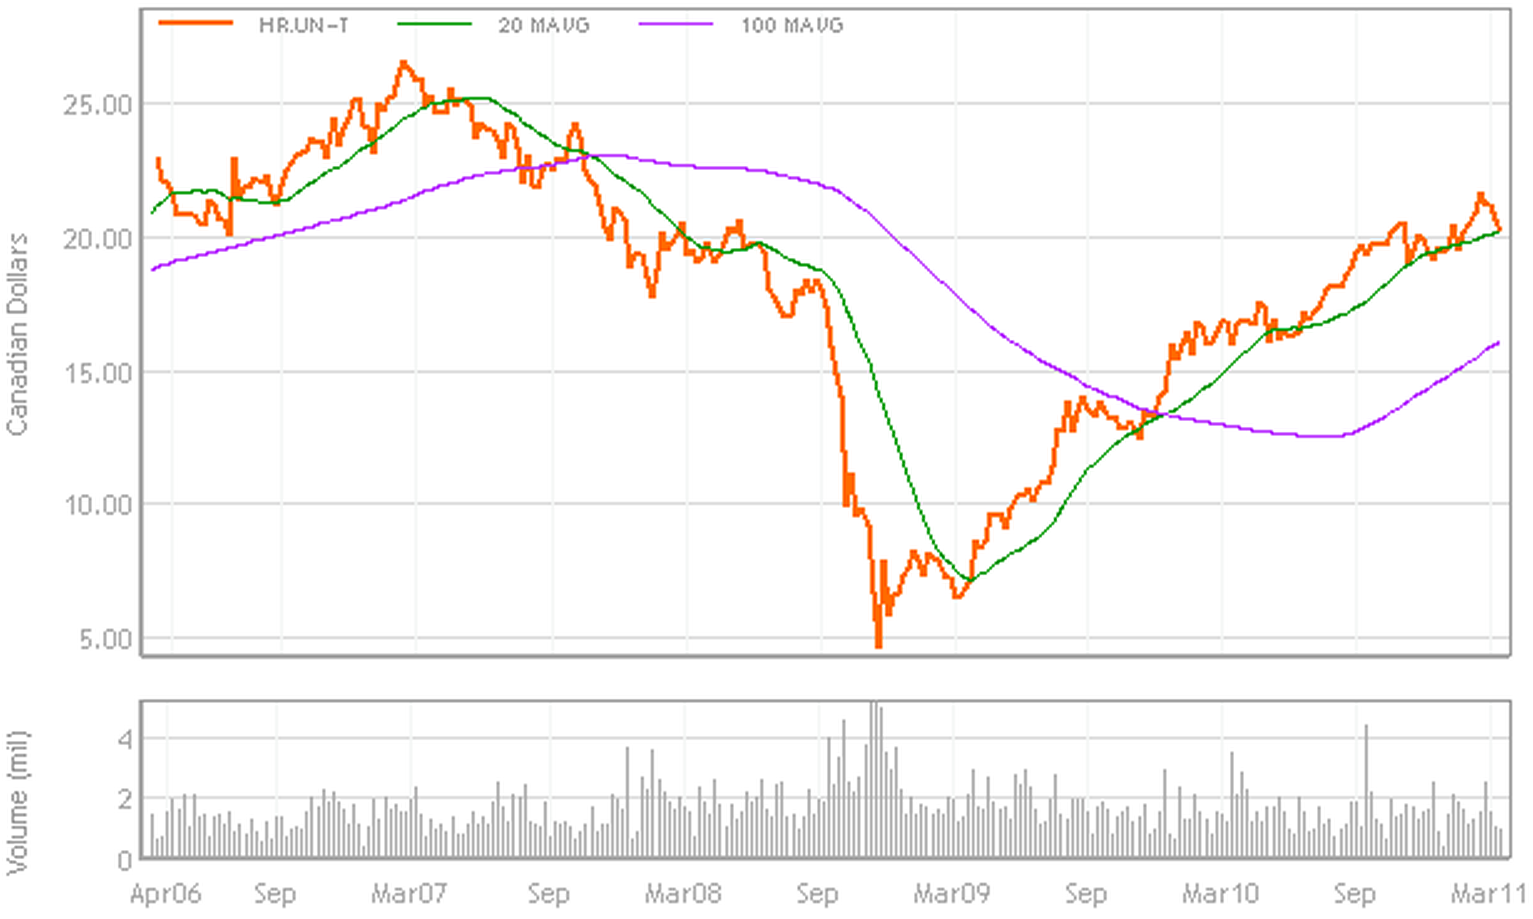 HR.UN-T 20 MAVG 100 MAVG
25.00
20.00
15.00
10.00
5.00
Canadian Dollars
4
2
0
Volume (mil)
Apr06 Sep Mar07 Sep Mar08 Sep Mar09 Sep Mar10 Sep Mar11